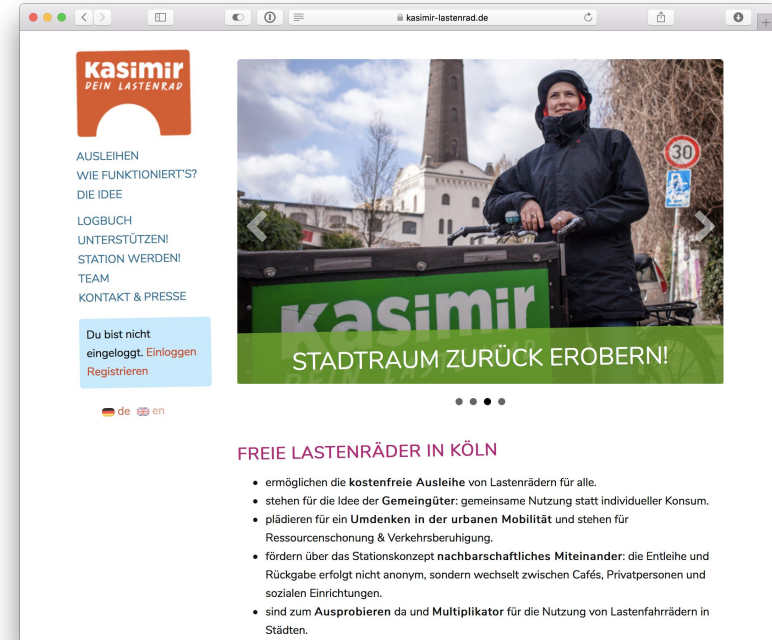 kasimir-lastenrad.de
Kasimir
DEIN LASTENRAD
AUSLEIHEN
WIE FUNKTIONIERT'S?
DIE IDEE
LOGBUCH
UNTERSTÜTZEN!
STATION WERDEN!
TEAM
KONTAKT & PRESSE
Du bist nicht
eingeloggt. Einloggen
Registrieren
de en
30
Kasimir
DEIN LASTENRAD
STADTRAUM ZURÜCK EROBERN!
FREIE LASTENRÄDER IN KÖLN
• ermöglichen die kostenfreie Ausleihe von Lastenrädern für alle.
• stehen für die Idee der Gemeingüter: gemeinsame Nutzung statt individueller Konsum.
• plädieren für ein Umdenken in der urbanen Mobilität und stehen für
Ressourcenschonung & Verkehrsberuhigung.
• fördern über das Stationskonzept nachbarschaftliches Miteinander: die Entleihe und
Rückgabe erfolgt nicht anonym, sondern wechselt zwischen Cafés, Privatpersonen und
sozialen Einrichtungen.
• sind zum Ausprobieren da und Multiplikator für die Nutzung von Lastenfahrrädern in
Städten.